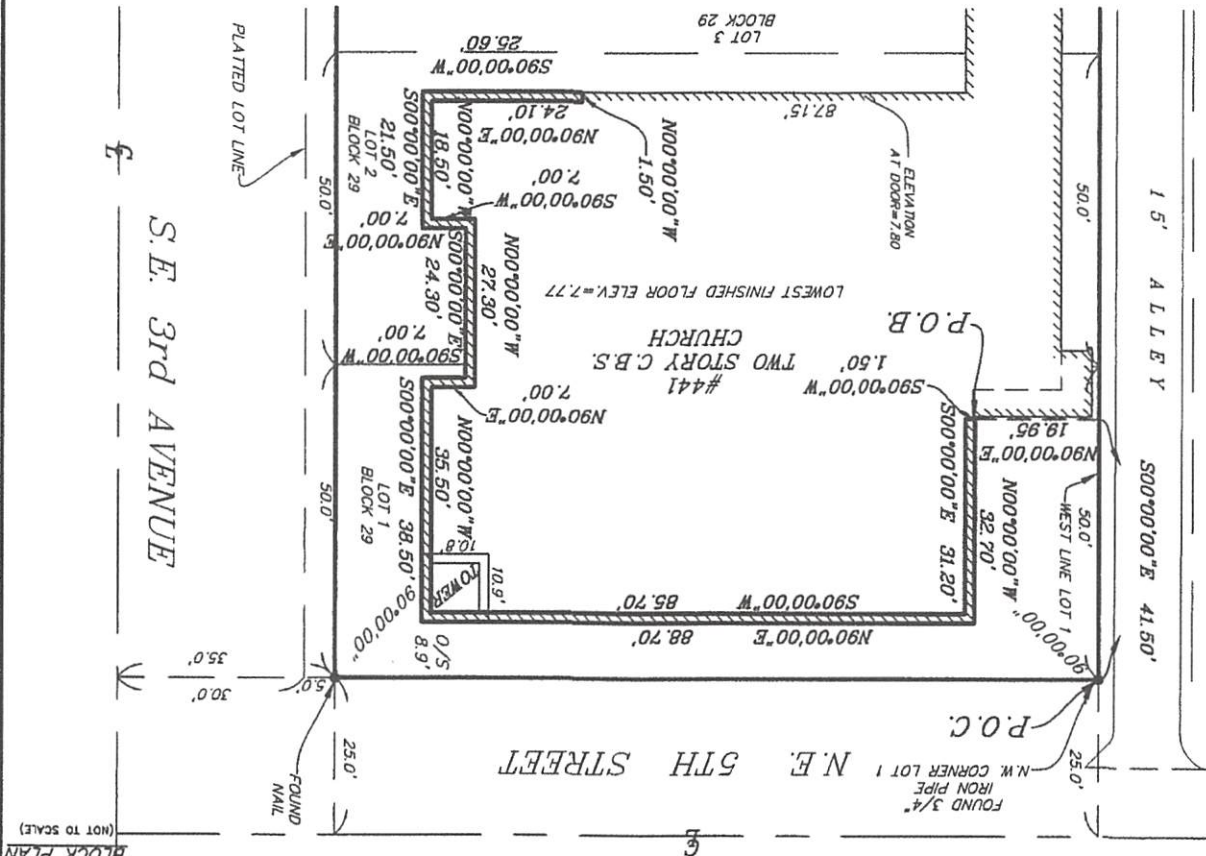 BLOCK PLAN
(NOT TO SCALE)
FOUND
NAIL
25.0'
℄
25.0'
FOUND 3/4"
IRON PIPE
N.W. CORNER LOT 1
N.E. 5TH STREET
P.O.C.
35.0'
30.0'
5.0'
O/S
8.9'
90°00'00"
90°00'00"
N90°00'00"E
88.70'
S90°00'00"W
85.70'
TOWER
10.9'
10.8'
S00°00'00"E 41.50'
WEST LINE LOT 1
50.0'
N00°00'00"W
32.70'
S00°00'00"E 31.20'
N90°00'00"E
19.95'
P.O.B.
S90°00'00"W
1.50'
LOT 1
BLOCK 29
50.0'
S00°00'00"E 38.50'
N00°00'00"W
35.50'
N90°00'00"E
7.00'
S90°00'00"W
7.00'
#441
TWO STORY C.B.S.
CHURCH
LOWEST FINISHED FLOOR ELEV.=7.77
N00°00'00"W
27.30'
S00°00'00"E
24.30'
N90°00'00"E
7.00'
S90°00'00"W
7.00'
S.E. 3rd AVENUE
℄
15' ALLEY
50.0'
50.0'
ELEVATION
AT DOOR=7.80
87.15'
N00°00'00"W
1.50'
LOT 2
BLOCK 29
S00°00'00"E
21.50'
N00°00'00"W
18.50'
N90°00'00"E
24.10'
S90°00'00"W
25.60'
LOT 3
BLOCK 29
PLATTED LOT LINE